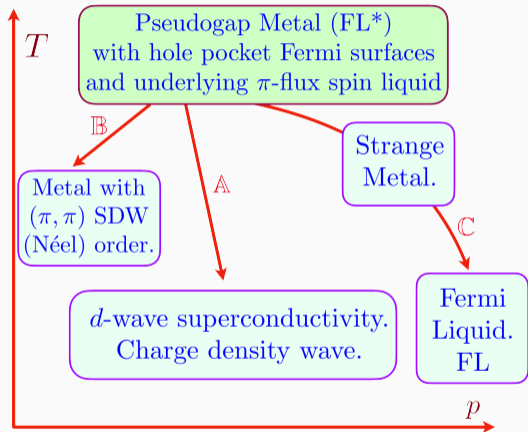 T
Pseudogap Metal (FL*)
with hole pocket Fermi surfaces
and underlying π-flux spin liquid
𝔹
Strange
Metal.
Metal with
(π, π) SDW
(Néel) order.
𝔸
ℂ
d-wave superconductivity.
Charge density wave.
Fermi
Liquid.
FL
p